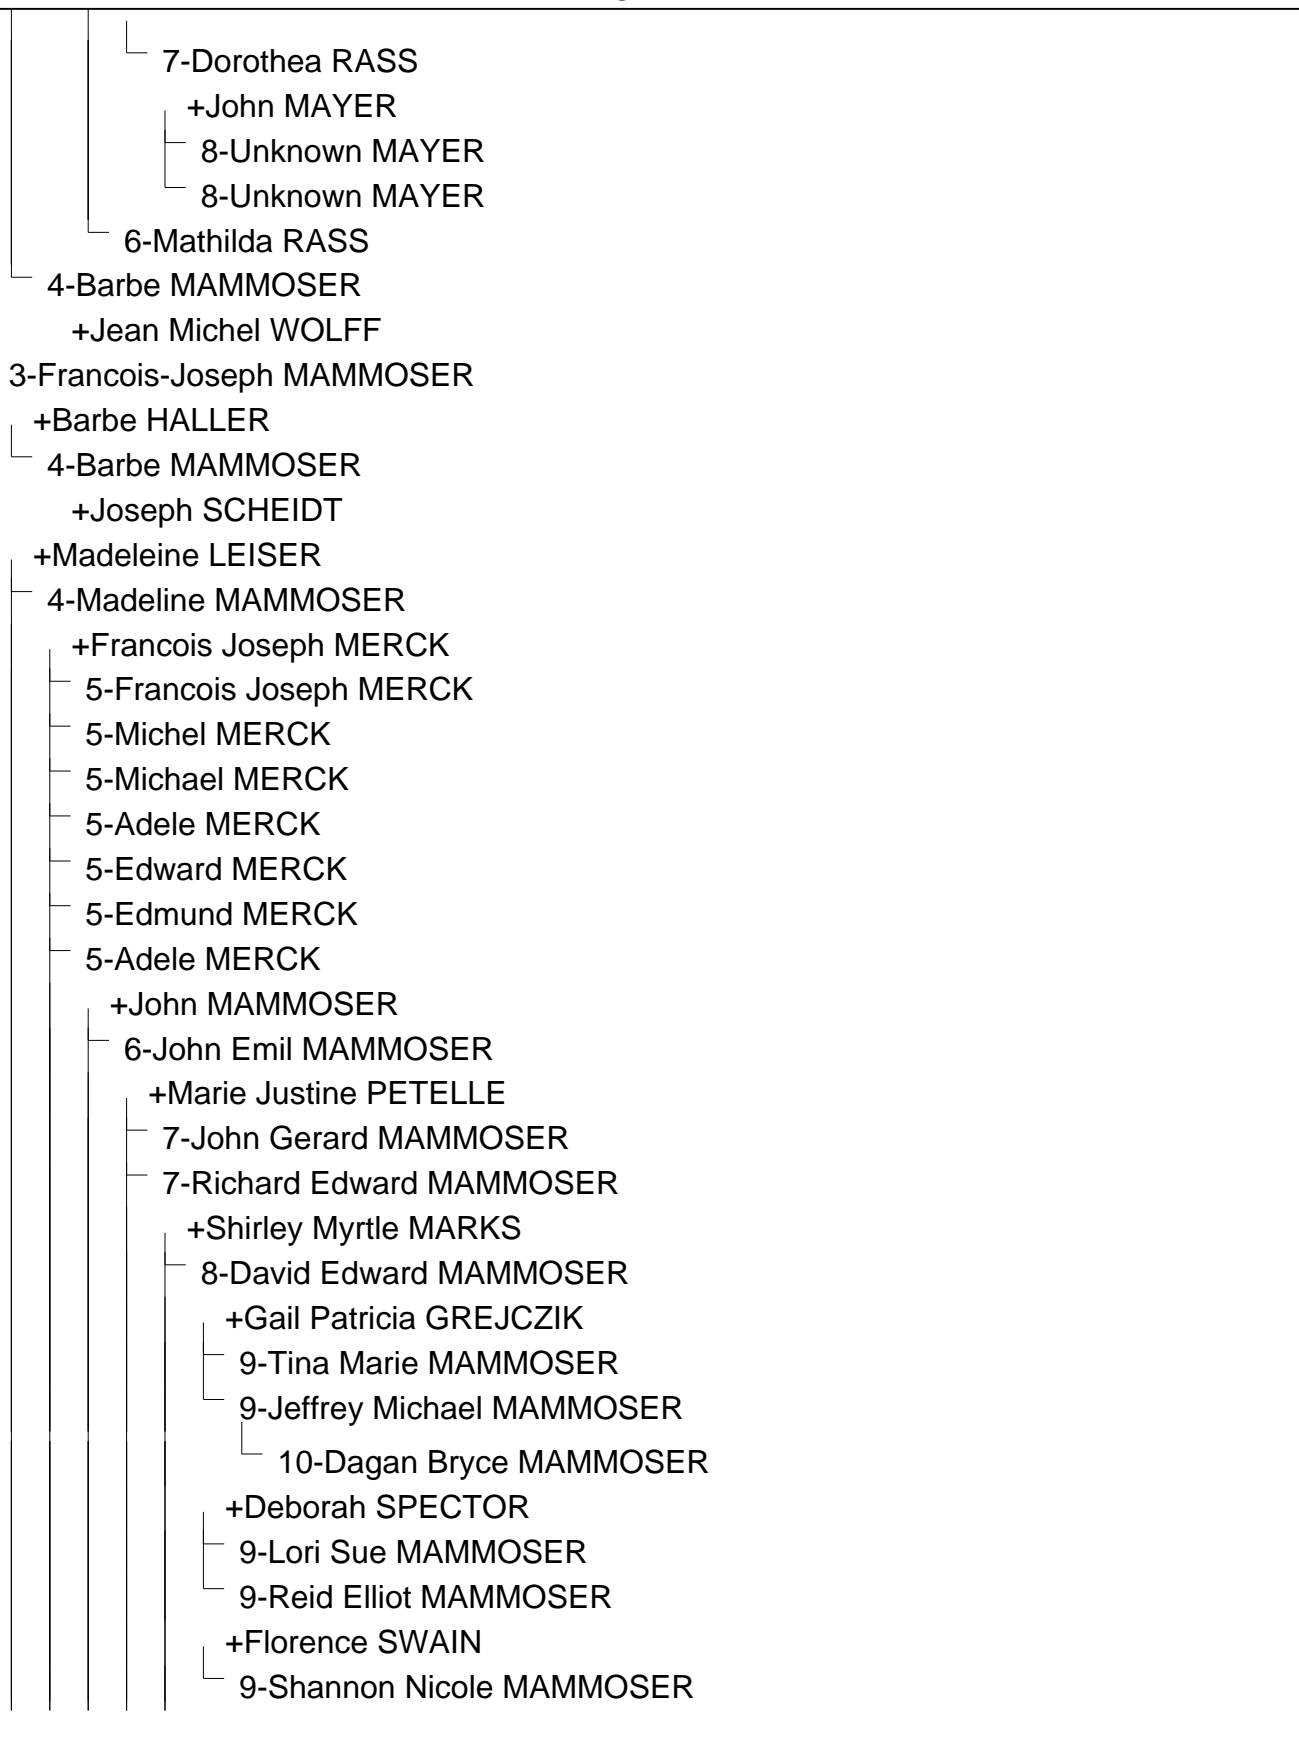 7-Dorothea RASS
+John MAYER
8-Unknown MAYER
8-Unknown MAYER
6-Mathilda RASS
4-Barbe MAMMOSER
+Jean Michel WOLFF
3-Francois-Joseph MAMMOSER
+Barbe HALLER
4-Barbe MAMMOSER
+Joseph SCHEIDT
+Madeleine LEISER
4-Madeline MAMMOSER
+Francois Joseph MERCK
5-Francois Joseph MERCK
5-Michel MERCK
5-Michael MERCK
5-Adele MERCK
5-Edward MERCK
5-Edmund MERCK
5-Adele MERCK
+John MAMMOSER
6-John Emil MAMMOSER
+Marie Justine PETELLE
7-John Gerard MAMMOSER
7-Richard Edward MAMMOSER
+Shirley Myrtle MARKS
8-David Edward MAMMOSER
+Gail Patricia GREJCZIK
9-Tina Marie MAMMOSER
9-Jeffrey Michael MAMMOSER
10-Dagan Bryce MAMMOSER
+Deborah SPECTOR
9-Lori Sue MAMMOSER
9-Reid Elliot MAMMOSER
+Florence SWAIN
9-Shannon Nicole MAMMOSER